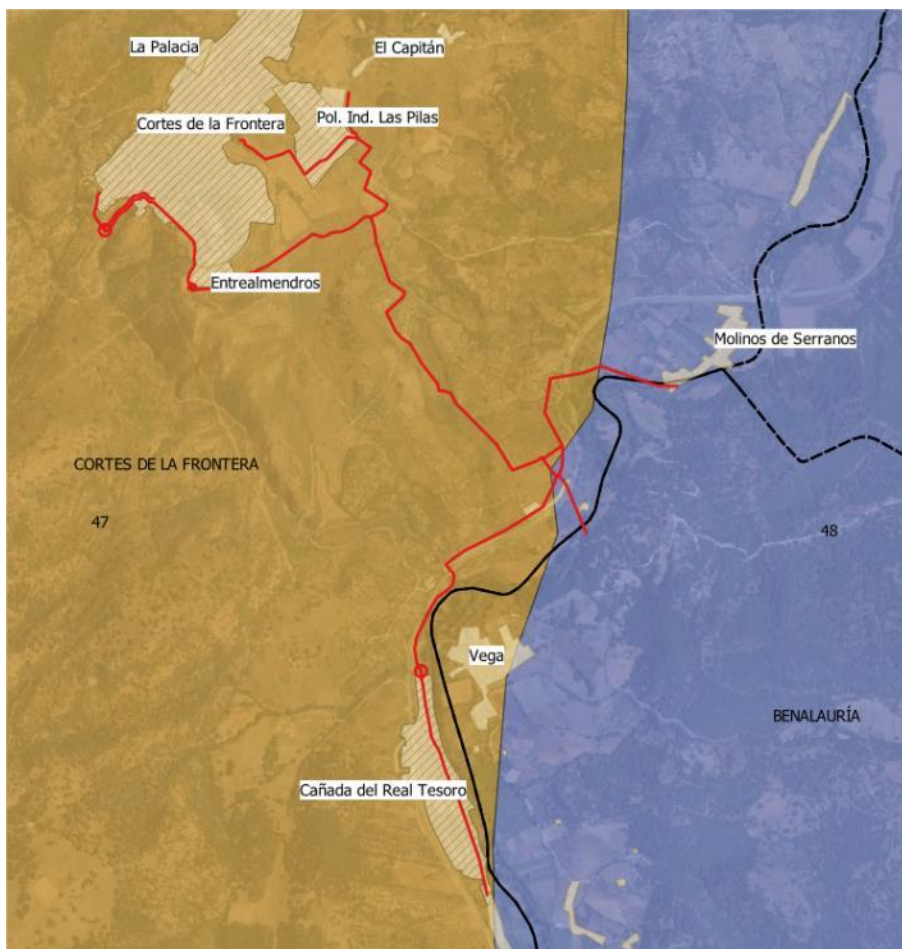 La Palacia
El Capitán
Cortes de la Frontera
Pol. Ind. Las Pilas
Entrealmendros
Molinos de Serranos
CORTES DE LA FRONTERA
47
48
Vega
BENALAURÍA
Cañada del Real Tesoro